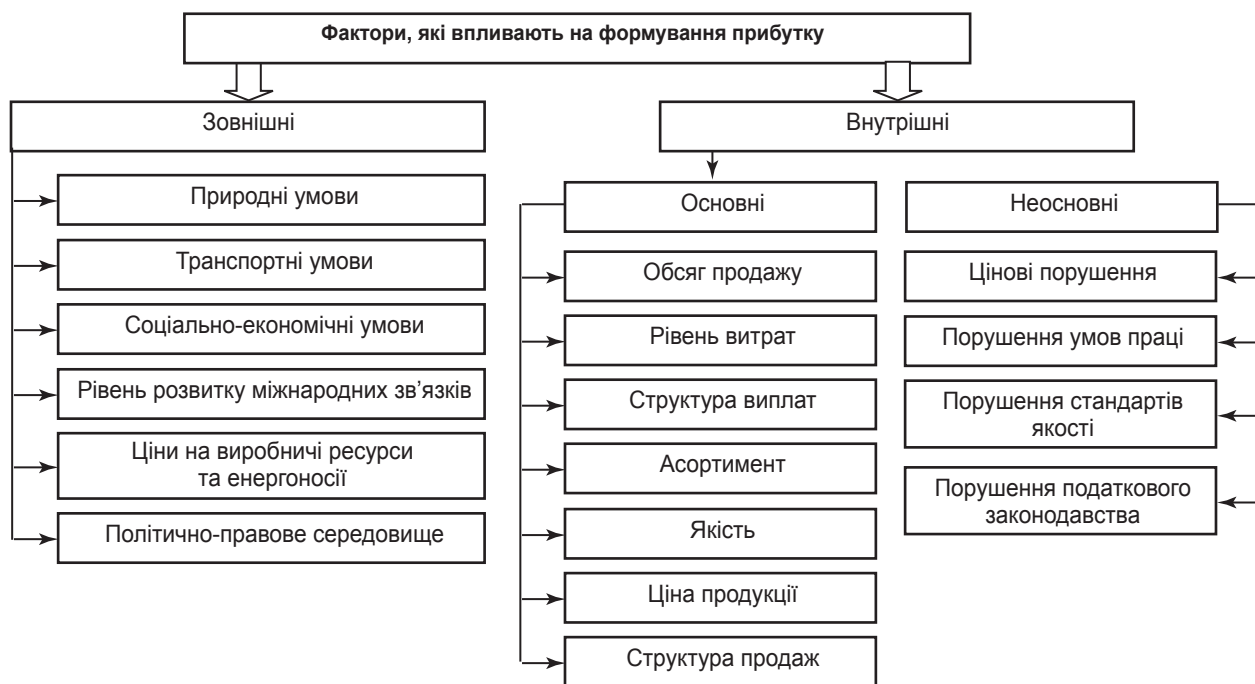 Фактори, які впливають на формування прибутку
Зовнішні
Природні умови
Транспортні умови
Соціально-економічні умови
Рівень розвитку міжнародних зв’язків
Ціни на виробничі ресурси
та енергоносії
Політично-правове середовище
Внутрішні
Основні
Обсяг продажу
Рівень витрат
Структура виплат
Асортимент
Якість
Ціна продукції
Структура продаж
Неосновні
Цінові порушення
Порушення умов праці
Порушення стандартів
якості
Порушення податкового
законодавства